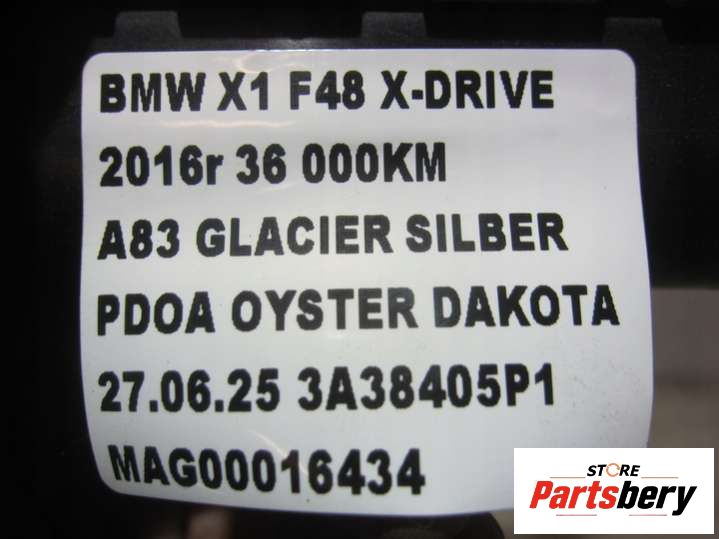 BMW X1 F48 X-DRIVE
2016r 36 000KM
A83 GLACIER SILBER
PDOA OYSTER DAKOTA
27.06.25 3A38405P1
MAG00016434
STORE
Partsbery